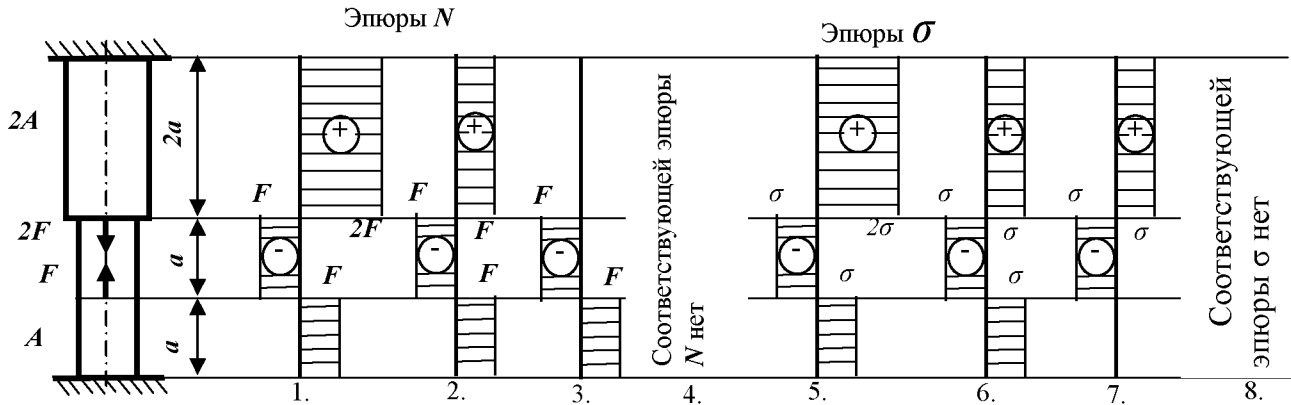 Эпюры N
Эпюры σ
2A
2a
+
+
+
+
+
Соответствующей эпюры
N нет
Соответствующей
эпюры σ нет
F
F
F
σ
σ
σ
2F
2F
F
2σ
σ
σ
F
a
-
-
-
-
-
-
F
F
F
σ
σ
A
a
1.
2.
3.
4.
5.
6.
7.
8.